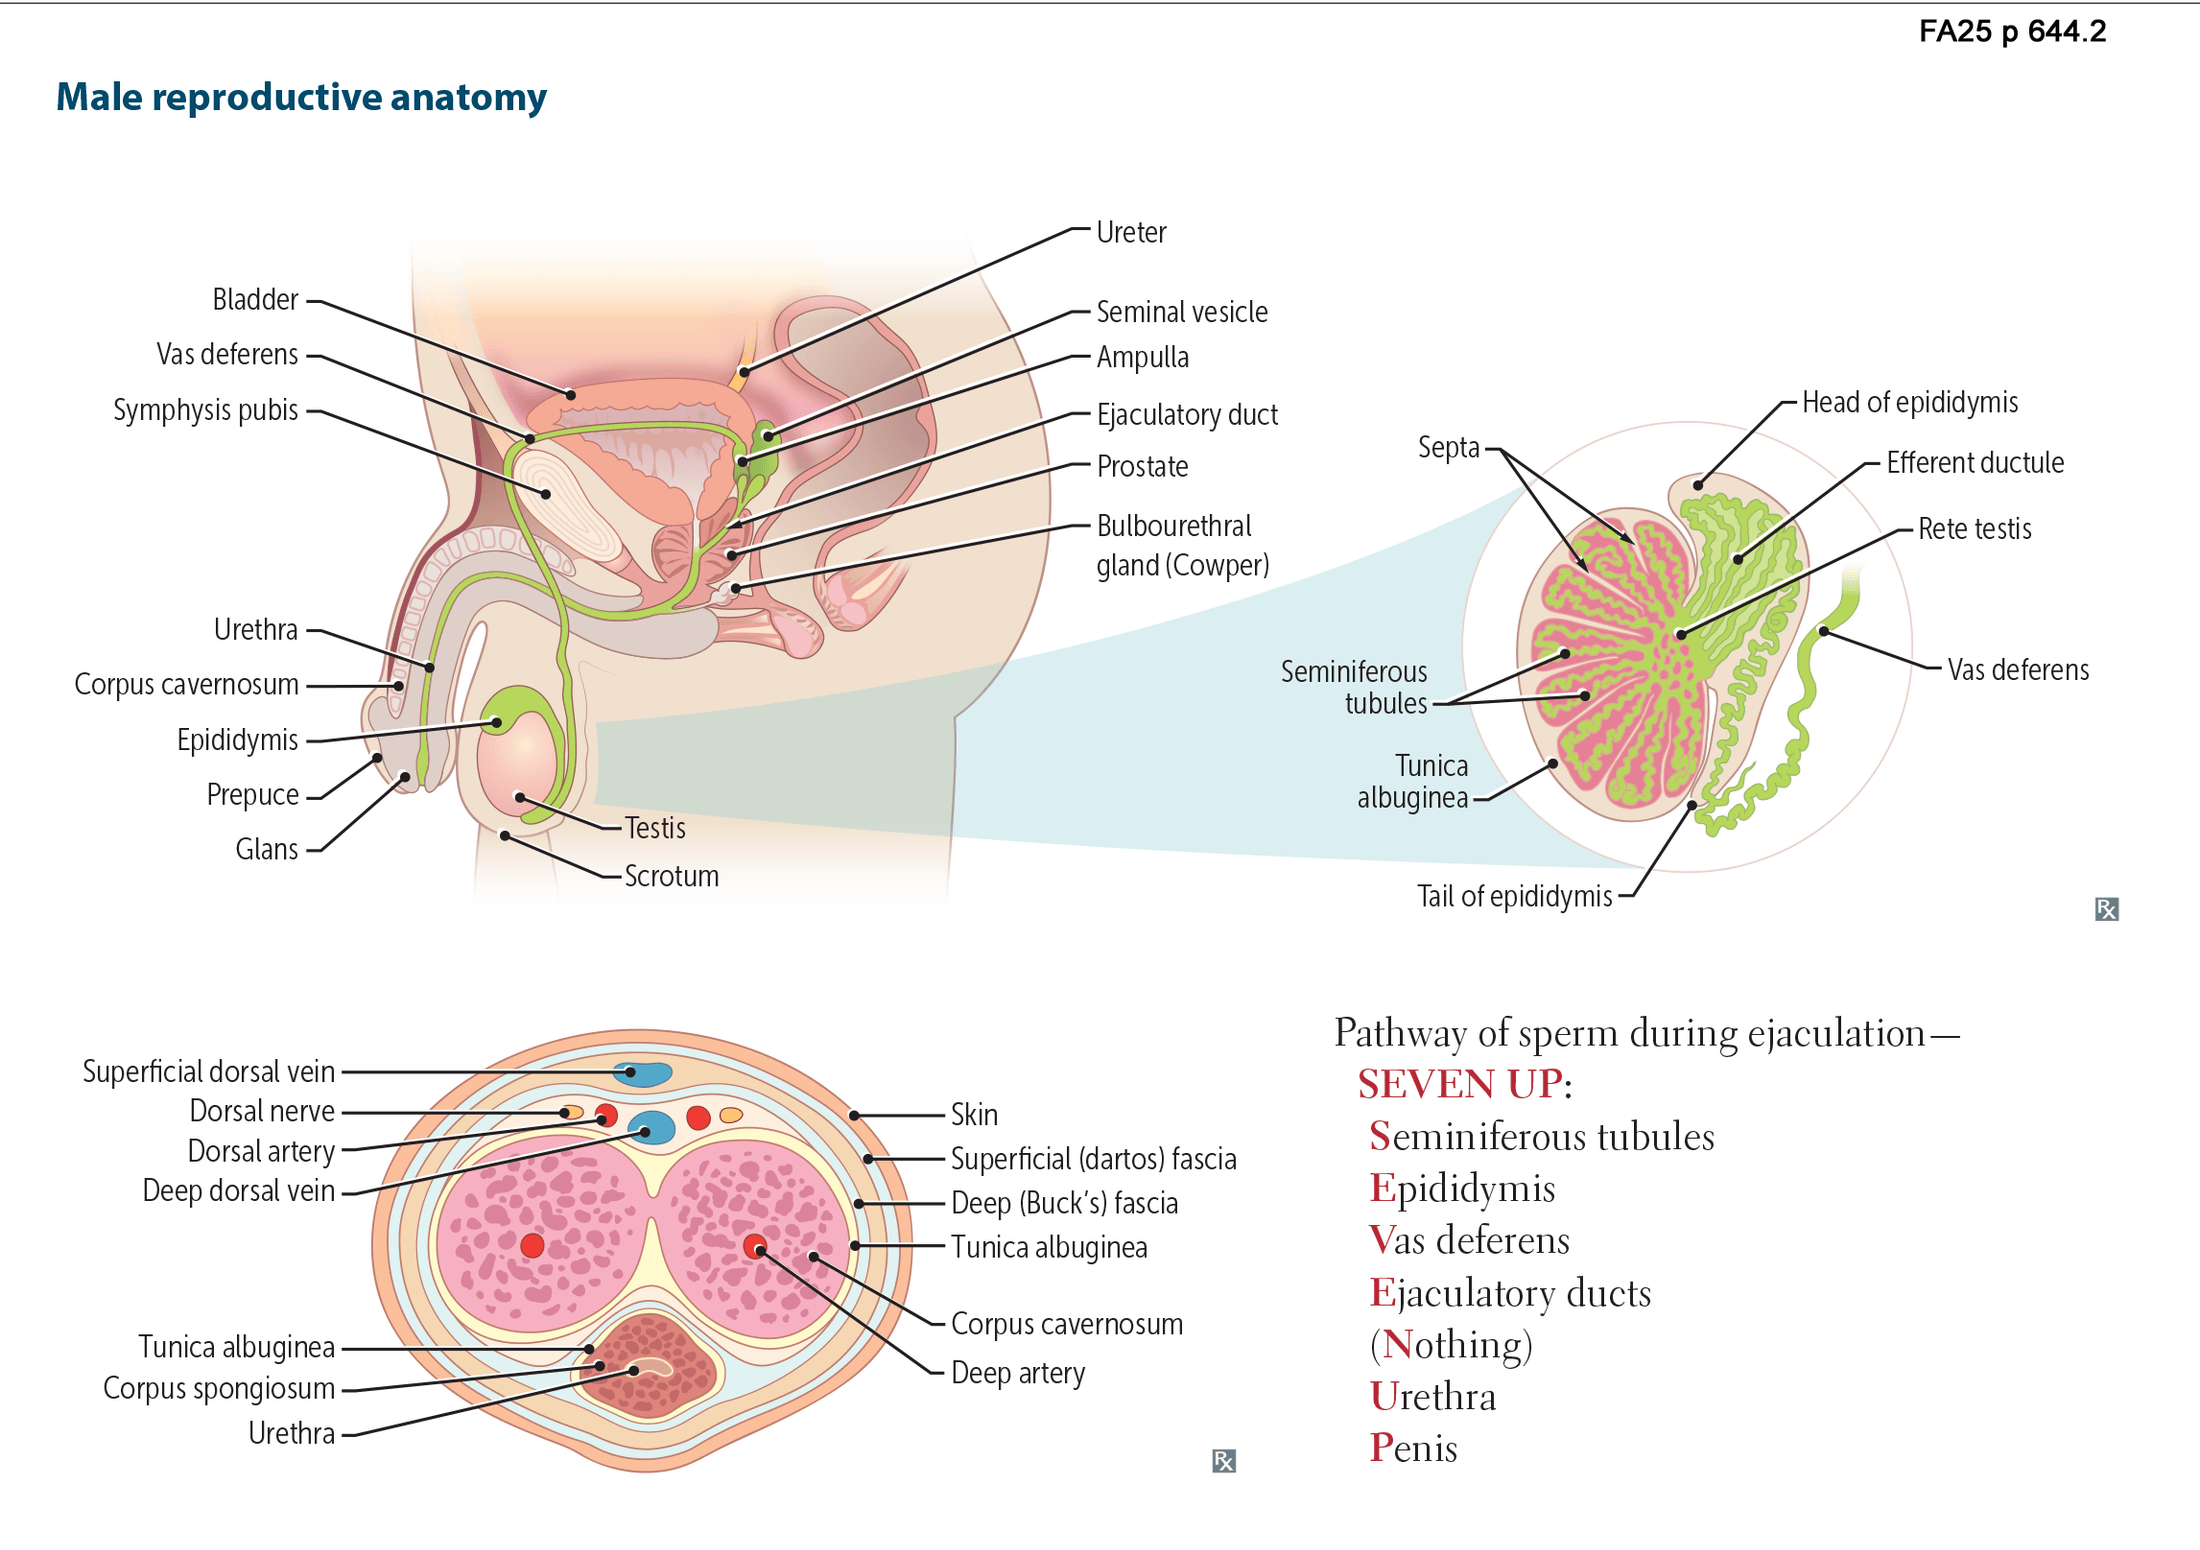 FA25 p 644.2
Male reproductive anatomy
Ureter
Bladder
Seminal vesicle
Vas deferens
Ampulla
Symphysis pubis
Ejaculatory duct
Prostate
Bulbourethral
gland (Cowper)
Urethra
Corpus cavernosum
Epididymis
Prepuce
Glans
Testis
Scrotum
Head of epididymis
Septa
Efferent ductule
Rete testis
Seminiferous
tubules
Vas deferens
Tunica
albuginea
Tail of epididymis
Rx
Superficial dorsal vein
Dorsal nerve
Dorsal artery
Deep dorsal vein
Skin
Superficial (dartos) fascia
Deep (Buck’s) fascia
Tunica albuginea
Corpus cavernosum
Deep artery
Tunica albuginea
Corpus spongiosum
Urethra
Rx
Pathway of sperm during ejaculation—
SEVEN UP:
Seminiferous tubules
Epididymis
Vas deferens
Ejaculatory ducts
(Nothing)
Urethra
Penis